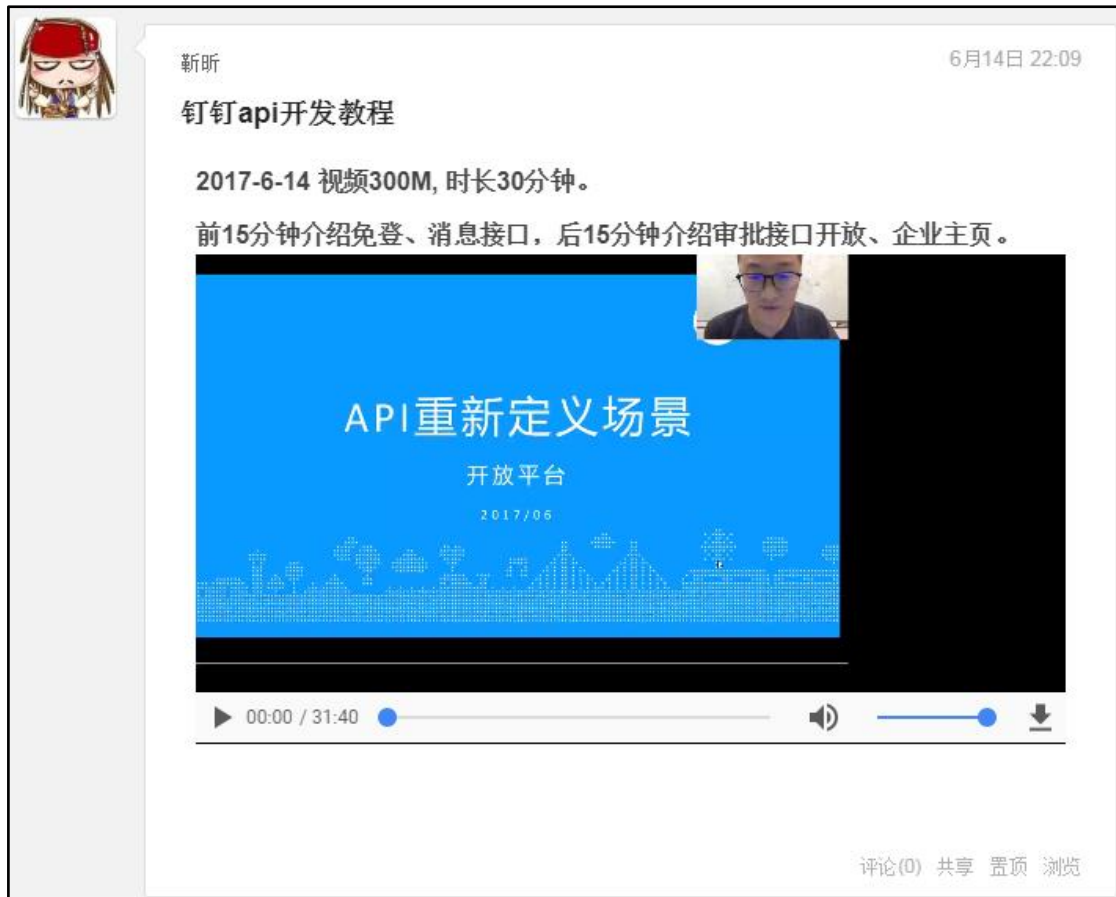 靳昕
6月14日 22:09
钉钉api开发教程
2017-6-14 视频300M, 时长30分钟。
前15分钟介绍免登、消息接口，后15分钟介绍审批接口开放、企业主页。
API重新定义场景
开放平台
2017/06
00:00 / 31:40
评论(0) 共享 置顶 浏览